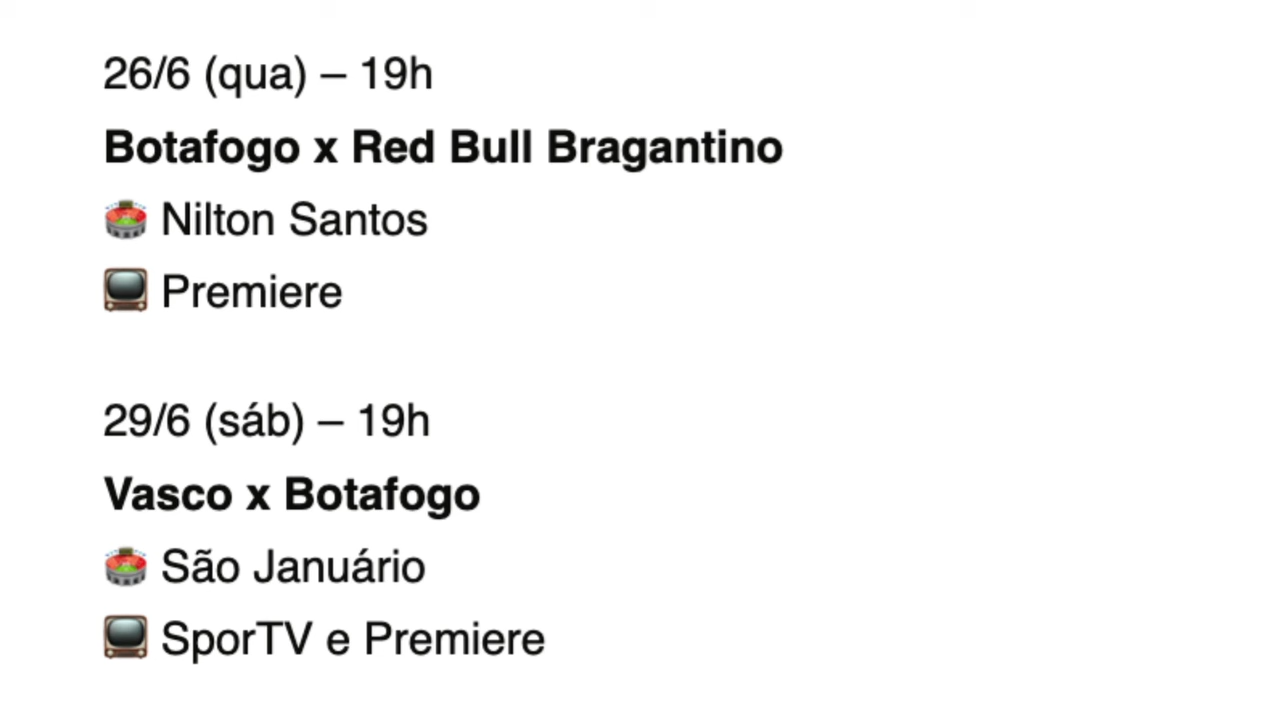 26/6 (qua) – 19h
Botafogo x Red Bull Bragantino
🏟️ Nilton Santos
📺 Premiere
29/6 (sáb) – 19h
Vasco x Botafogo
🏟️ São Januário
📺 SporTV e Premiere